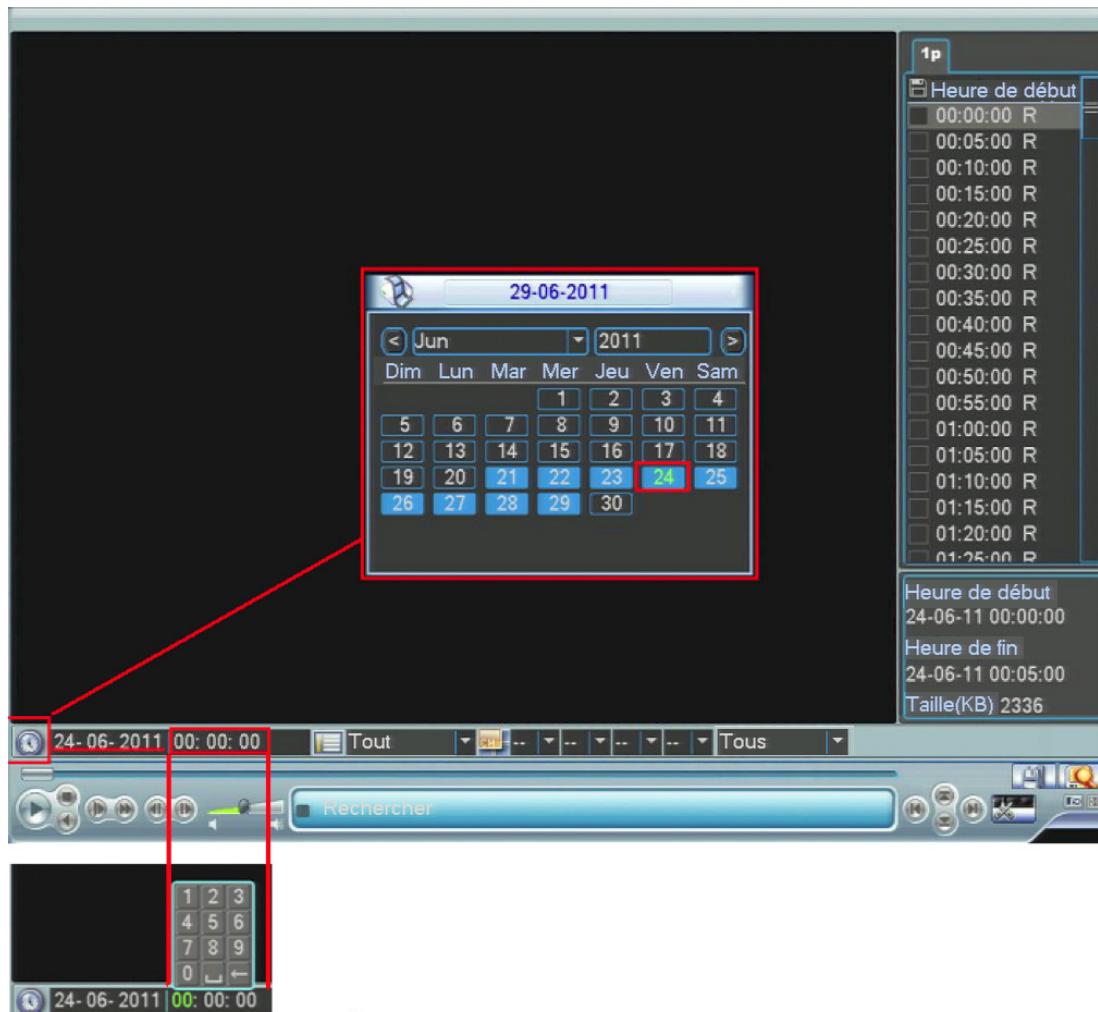 1p
Heure de début
00:00:00 R
00:05:00 R
00:10:00 R
00:15:00 R
00:20:00 R
00:25:00 R
00:30:00 R
00:35:00 R
00:40:00 R
00:45:00 R
00:50:00 R
00:55:00 R
01:00:00 R
01:05:00 R
01:10:00 R
01:15:00 R
01:20:00 R
01:25:00 R
29-06-2011
< Jun 2011 >
Dim Lun Mar Mer Jeu Ven Sam
1 2 3 4
5 6 7 8 9 10 11
12 13 14 15 16 17 18
19 20 21 22 23 24 25
26 27 28 29 30
Heure de début
24-06-11 00:00:00
Heure de fin
24-06-11 00:05:00
Taille(KB) 2336
24- 06- 2011 00: 00: 00 Tout CH -- -- -- -- Tous
Rechercher
1 2 3
4 5 6
7 8 9
0 ←
24- 06- 2011 00: 00: 00